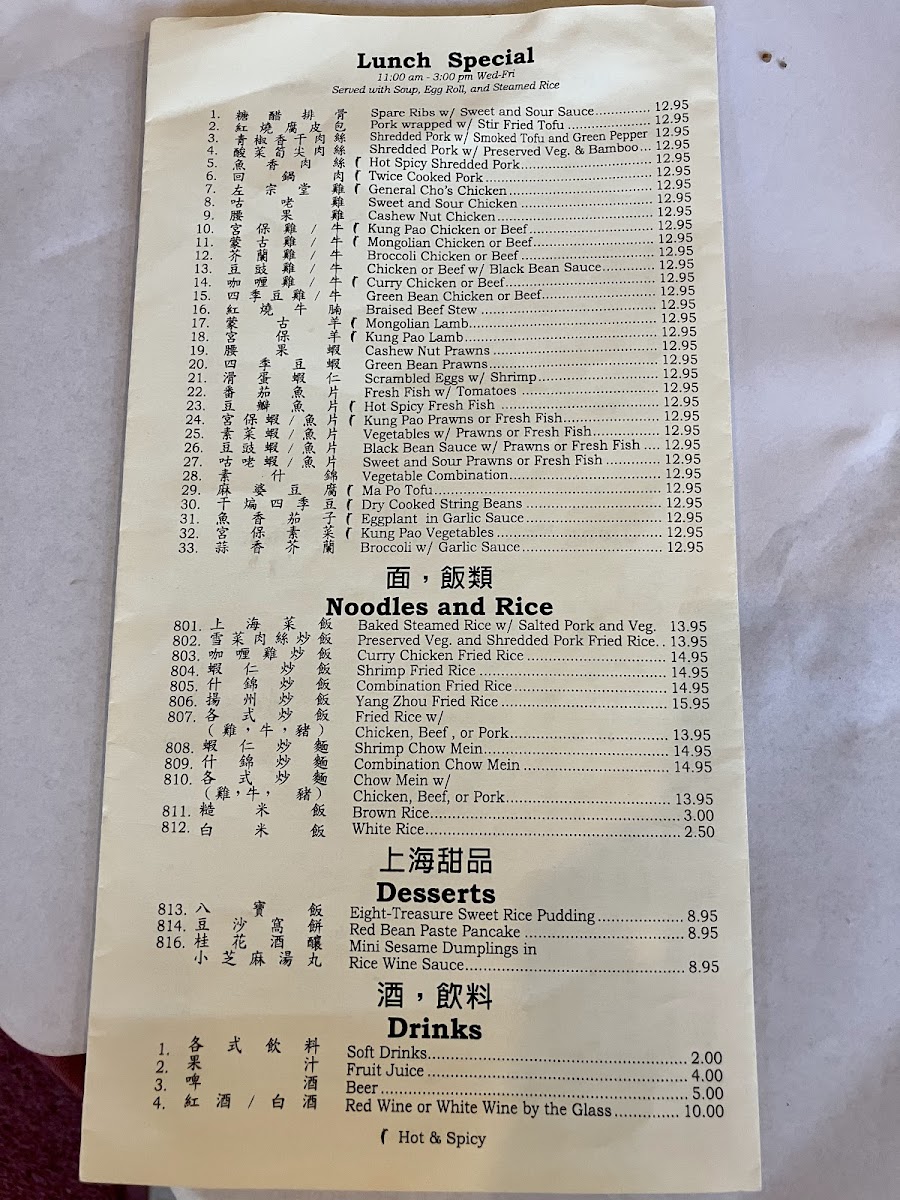 Lunch Special
11:00 am - 3:00 pm Wed-Fri
Served with Soup, Egg Roll, and Steamed Rice
1. 糖醋排骨 Spare Ribs w/ Sweet and Sour Sauce 12.95
2. 紅燒腐皮包 Pork wrapped w/ Stir Fried Tofu 12.95
3. 青椒香干肉絲 Shredded Pork w/ Smoked Tofu and Green Pepper 12.95
4. 酸菜筍尖肉絲 Shredded Pork w/ Preserved Veg. & Bamboo... 12.95
5. 魚香肉絲 Hot Spicy Shredded Pork 12.95
6. 回鍋肉 Twice Cooked Pork 12.95
7. 左宗堂雞 General Cho's Chicken 12.95
8. 咕咾雞 Sweet and Sour Chicken 12.95
9. 腰果雞 Cashew Nut Chicken 12.95
10. 宮保雞/牛 Kung Pao Chicken or Beef 12.95
11. 蒙古雞/牛 Mongolian Chicken or Beef 12.95
12. 芥蘭雞/牛 Broccoli Chicken or Beef 12.95
13. 豆豉雞/牛 Chicken or Beef w/ Black Bean Sauce 12.95
14. 咖喱雞/牛 Curry Chicken or Beef 12.95
15. 四季豆雞/牛 Green Bean Chicken or Beef 12.95
16. 紅燒牛腩 Braised Beef Stew 12.95
17. 蒙古羊 Mongolian Lamb 12.95
18. 宮保羊 Kung Pao Lamb 12.95
19. 腰果蝦 Cashew Nut Prawns 12.95
20. 四季豆蝦 Green Bean Prawns 12.95
21. 滑蛋蝦仁 Scrambled Eggs w/ Shrimp 12.95
22. 番茄魚片 Fresh Fish w/ Tomatoes 12.95
23. 豆瓣魚片 Hot Spicy Fresh Fish 12.95
24. 宮保蝦/魚片 Kung Pao Prawns or Fresh Fish 12.95
25. 素菜蝦/魚片 Vegetables w/ Prawns or Fresh Fish 12.95
26. 豆豉蝦/魚片 Black Bean Sauce w/ Prawns or Fresh Fish .... 12.95
27. 咕咾蝦/魚片 Sweet and Sour Prawns or Fresh Fish 12.95
28. 素什錦 Vegetable Combination 12.95
29. 麻婆豆腐 Ma Po Tofu 12.95
30. 干煸四季豆 Dry Cooked String Beans 12.95
31. 魚香茄子 Eggplant in Garlic Sauce 12.95
32. 宮保素菜 Kung Pao Vegetables 12.95
33. 蒜香芥蘭 Broccoli w/ Garlic Sauce 12.95
面，飯類
Noodles and Rice
801. 上海菜飯 Baked Steamed Rice w/ Salted Pork and Veg. 13.95
802. 雪菜肉絲炒飯 Preserved Veg. and Shredded Pork Fried Rice.. 13.95
803. 咖喱雞炒飯 Curry Chicken Fried Rice 14.95
804. 蝦仁炒飯 Shrimp Fried Rice 14.95
805. 什錦炒飯 Combination Fried Rice 14.95
806. 揚州炒飯 Yang Zhou Fried Rice 15.95
807. 各式炒飯 Fried Rice w/
(雞，牛，豬) Chicken, Beef , or Pork 13.95
808. 蝦仁炒麵 Shrimp Chow Mein 14.95
809. 什錦炒麵 Combination Chow Mein 14.95
810. 各式炒麵 Chow Mein w/
(雞，牛，豬) Chicken, Beef, or Pork 13.95
811. 糙米飯 Brown Rice 3.00
812. 白米飯 White Rice 2.50
上海甜品
Desserts
813. 八寶飯 Eight-Treasure Sweet Rice Pudding 8.95
814. 豆沙窩餅 Red Bean Paste Pancake 8.95
816. 桂花酒釀 Mini Sesame Dumplings in
小芝麻湯丸 Rice Wine Sauce 8.95
酒，飲料
Drinks
1. 各式飲料 Soft Drinks 2.00
2. 果汁 Fruit Juice 4.00
3. 啤酒 Beer 5.00
4. 紅酒/白酒 Red Wine or White Wine by the Glass 10.00
Hot & Spicy